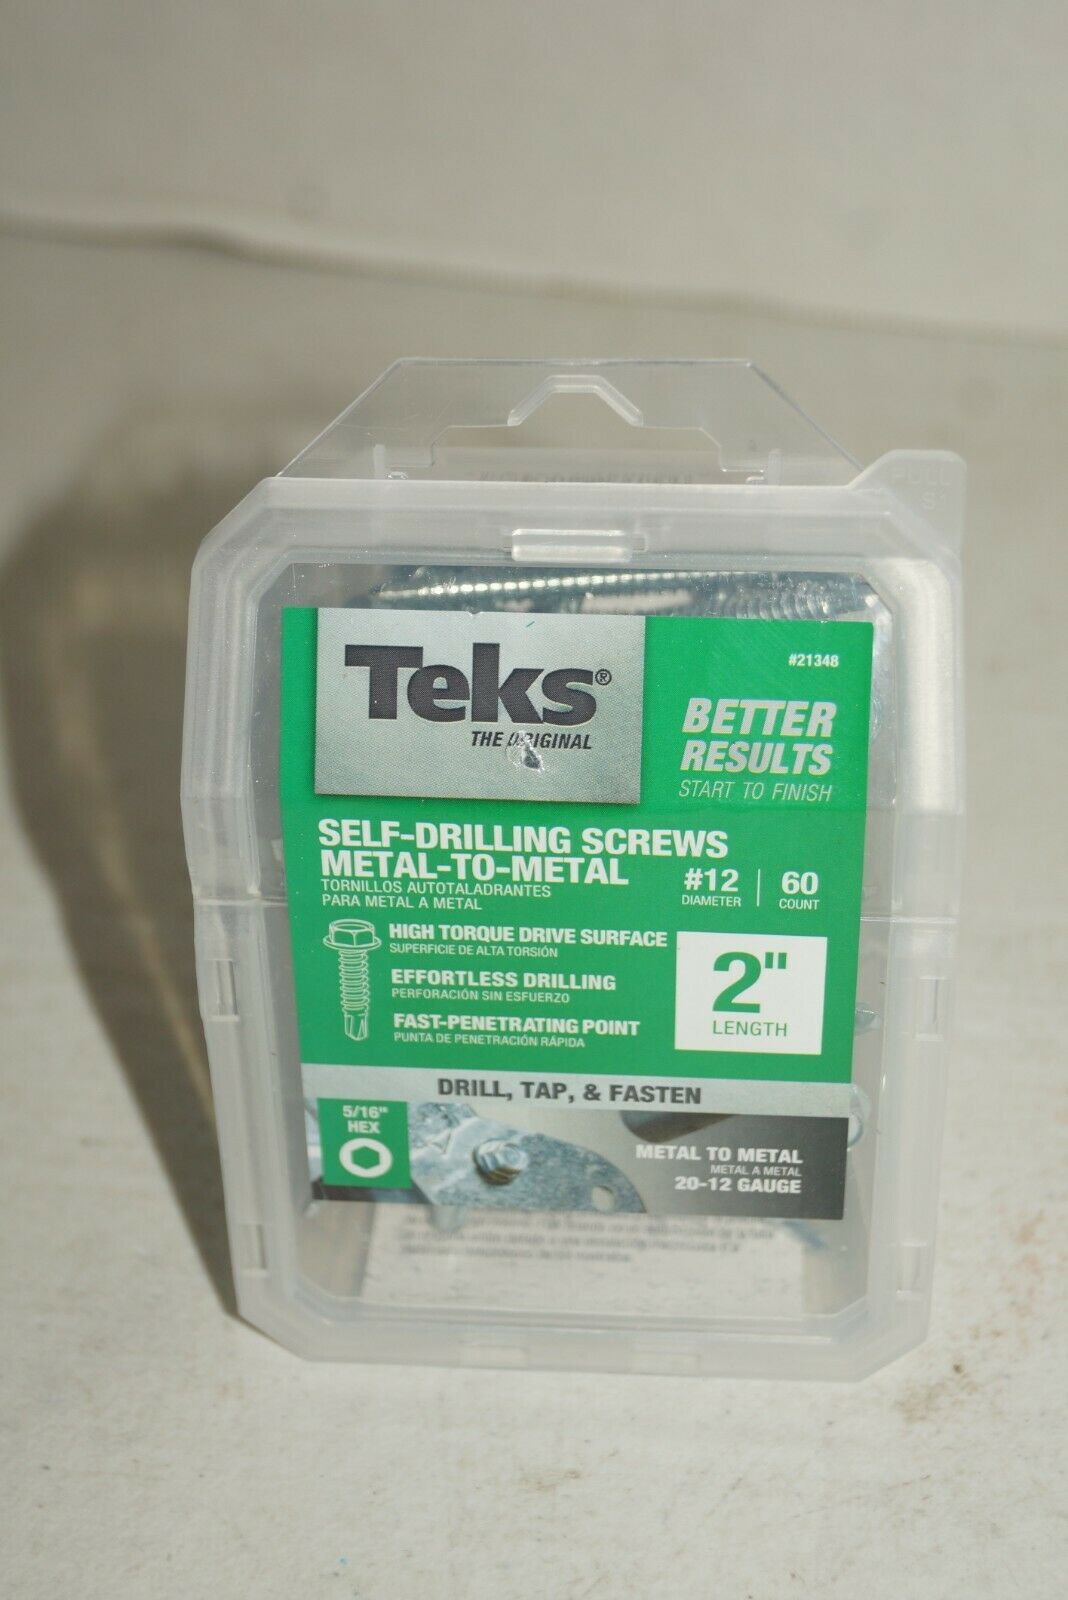 PULL
Teks®
THE ORIGINAL
#21348
BETTER
RESULTS
START TO FINISH
SELF-DRILLING SCREWS
METAL-TO-METAL
TORNILLOS AUTOTALADRANTES
PARA METAL A METAL
#12
DIAMETER
60
COUNT
HIGH TORQUE DRIVE SURFACE
SUPERFICIE DE ALTA TORSIÓN
EFFORTLESS DRILLING
PERFORACIÓN SIN ESFUERZO
FAST-PENETRATING POINT
PUNTA DE PENETRACIÓN RÁPIDA
2"
LENGTH
DRILL, TAP, & FASTEN
5/16"
HEX
METAL TO METAL
METAL A METAL
20-12 GAUGE